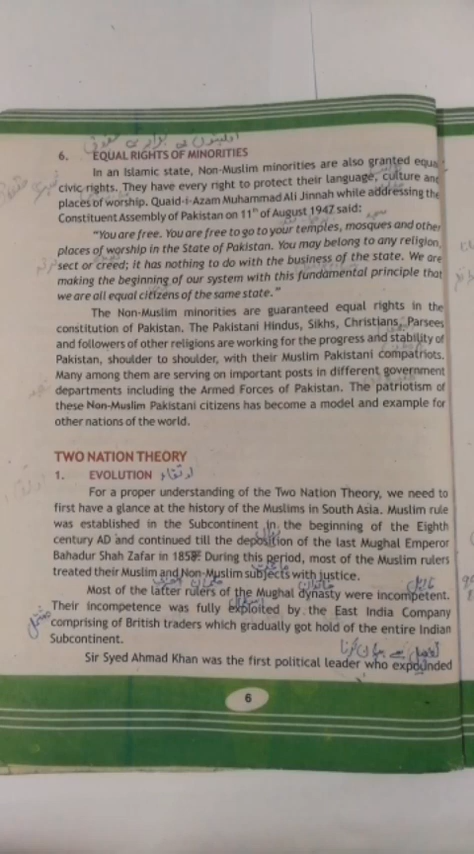 6. EQUAL RIGHTS OF MINORITIES
In an Islamic state, Non-Muslim minorities are also granted equal
civic rights. They have every right to protect their language, culture and
places of worship. Quaid-i-Azam Muhammad Ali Jinnah while addressing the
Constituent Assembly of Pakistan on 11th of August 1947 said:
"You are free. You are free to go to your temples, mosques and other
places of worship in the State of Pakistan. You may belong to any religion,
sect or creed; it has nothing to do with the business of the state. We are
making the beginning of our system with this fundamental principle that
we are all equal citizens of the same state."
The Non-Muslim minorities are guaranteed equal rights in the
constitution of Pakistan. The Pakistani Hindus, Sikhs, Christians, Parsees
and followers of other religions are working for the progress and stability of
Pakistan, shoulder to shoulder, with their Muslim Pakistani compatriots.
Many among them are serving on important posts in different government
departments including the Armed Forces of Pakistan. The patriotism of
these Non-Muslim Pakistani citizens has become a model and example for
other nations of the world.
TWO NATION THEORY
1. EVOLUTION ارتقاء
For a proper understanding of the Two Nation Theory, we need to
first have a glance at the history of the Muslims in South Asia. Muslim rule
was established in the Subcontinent in the beginning of the Eighth
century AD and continued till the deposition of the last Mughal Emperor
Bahadur Shah Zafar in 1858. During this period, most of the Muslim rulers
treated their Muslim and Non-Muslim subjects with justice.
خاندان
Most of the latter rulers of the Mughal dynasty were incompetent.
Their incompetence was fully exploited by the East India Company
comprising of British traders which gradually got hold of the entire Indian
Subcontinent.
تفصیل سے بیان کرنا
Sir Syed Ahmad Khan was the first political leader who expounded
6